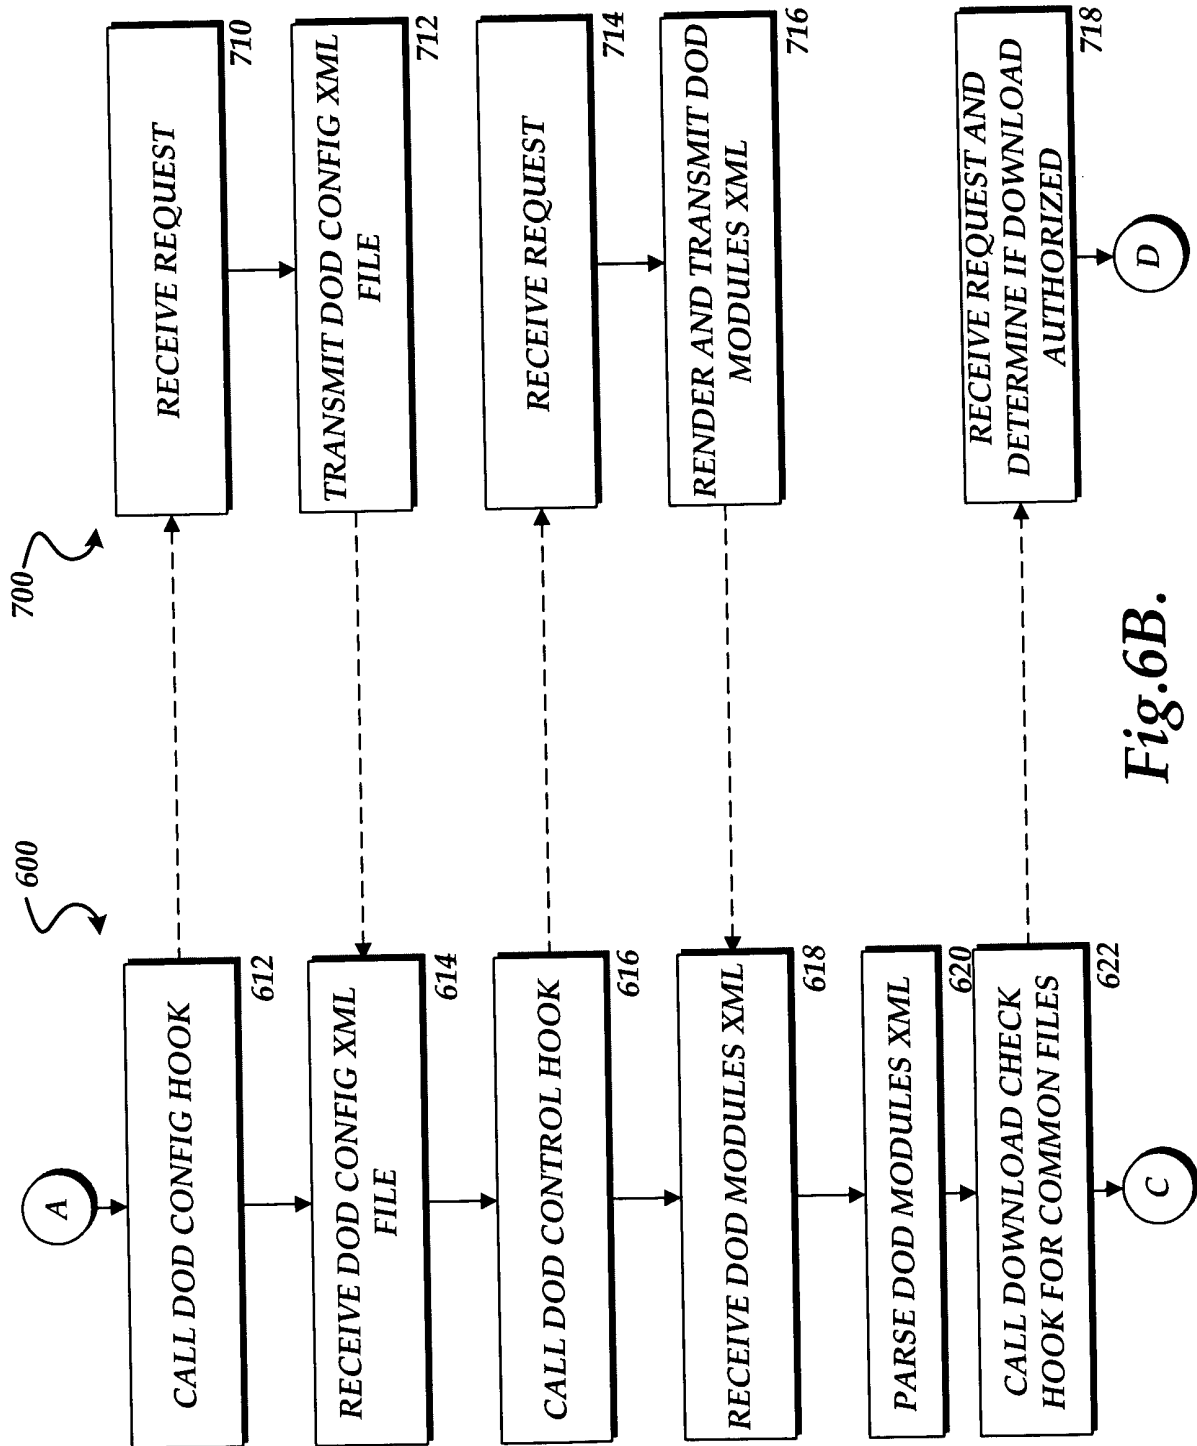 600
700
A
CALL DOD CONFIG HOOK
612
RECEIVE REQUEST
710
RECEIVE DOD CONFIG XML
FILE
614
TRANSMIT DOD CONFIG XML
FILE
712
CALL DOD CONTROL HOOK
616
RECEIVE REQUEST
714
RECEIVE DOD MODULES XML
618
RENDER AND TRANSMIT DOD
MODULES XML
716
PARSE DOD MODULES XML
620
CALL DOWNLOAD CHECK
HOOK FOR COMMON FILES
622
RECEIVE REQUEST AND
DETERMINE IF DOWNLOAD
AUTHORIZED
718
C
D
Fig.6B.